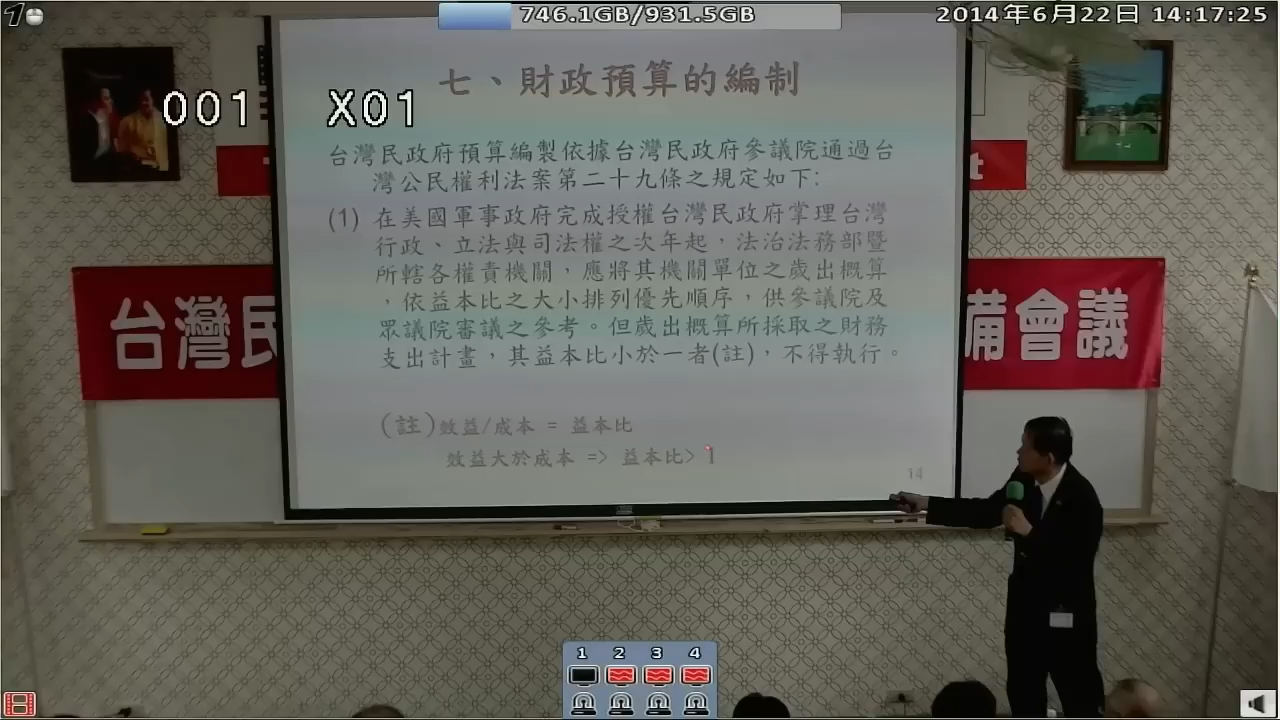 746.1GB/931.5GB
2014年6月22日 14:17:25
001 X01
七、財政預算的編制
台灣民政府預算編製依據台灣民政府參議院通過台
灣公民權利法案第二十九條之規定如下:
(1) 在美國軍事政府完成授權台灣民政府掌理台灣
行政、立法與司法權之次年起，法治法務部暨
所轄各權責機關，應將其機關單位之歲出概算
，依益本比之大小排列優先順序，供參議院及
眾議院審議之參考。但歲出概算所採取之財務
支出計畫，其益本比小於一者(註)，不得執行。
(註)效益/成本 = 益本比
效益大於成本 => 益本比> 1
14
t
台灣民
備會議
1 2 3 4